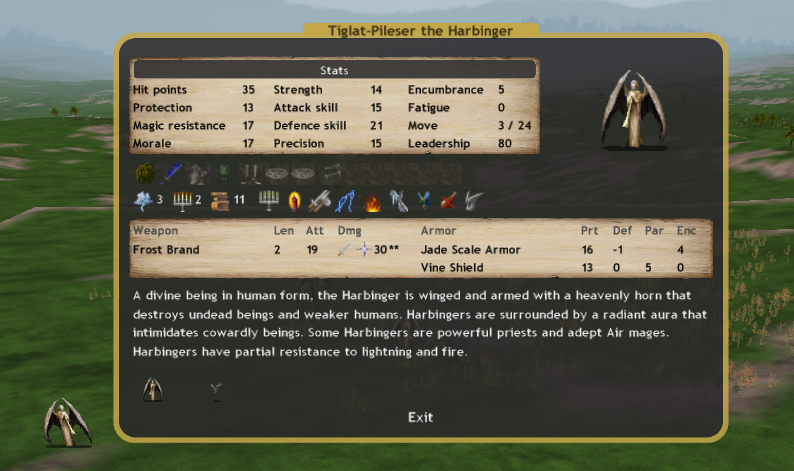 Tiglat-Pileser the Harbinger
Stats
Hit points 35 Strength 14 Encumbrance 5
Protection 13 Attack skill 15 Fatigue 0
Magic resistance 17 Defence skill 21 Move 3 / 24
Morale 17 Precision 15 Leadership 80
3 2 11
Weapon Len Att Dmg Armor Prt Def Par Enc
Frost Brand 2 19 30** Jade Scale Armor 16 -1 4
Vine Shield 13 0 5 0
A divine being in human form, the Harbinger is winged and armed with a heavenly horn that
destroys undead beings and weaker humans. Harbingers are surrounded by a radiant aura that
intimidates cowardly beings. Some Harbingers are powerful priests and adept Air mages.
Harbingers have partial resistance to lightning and fire.
Exit